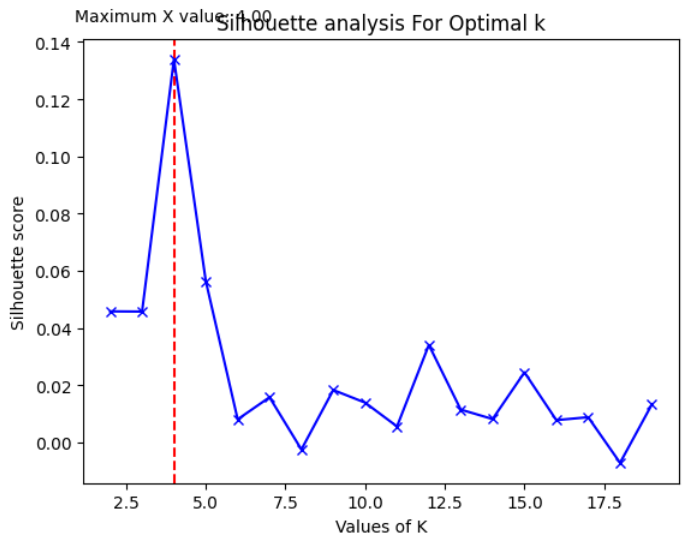 Maximum X value: 4.00
Silhouette analysis For Optimal k
0.14
0.12
0.10
0.08
0.06
0.04
0.02
0.00
Silhouette score
2.5 5.0 7.5 10.0 12.5 15.0 17.5
Values of K